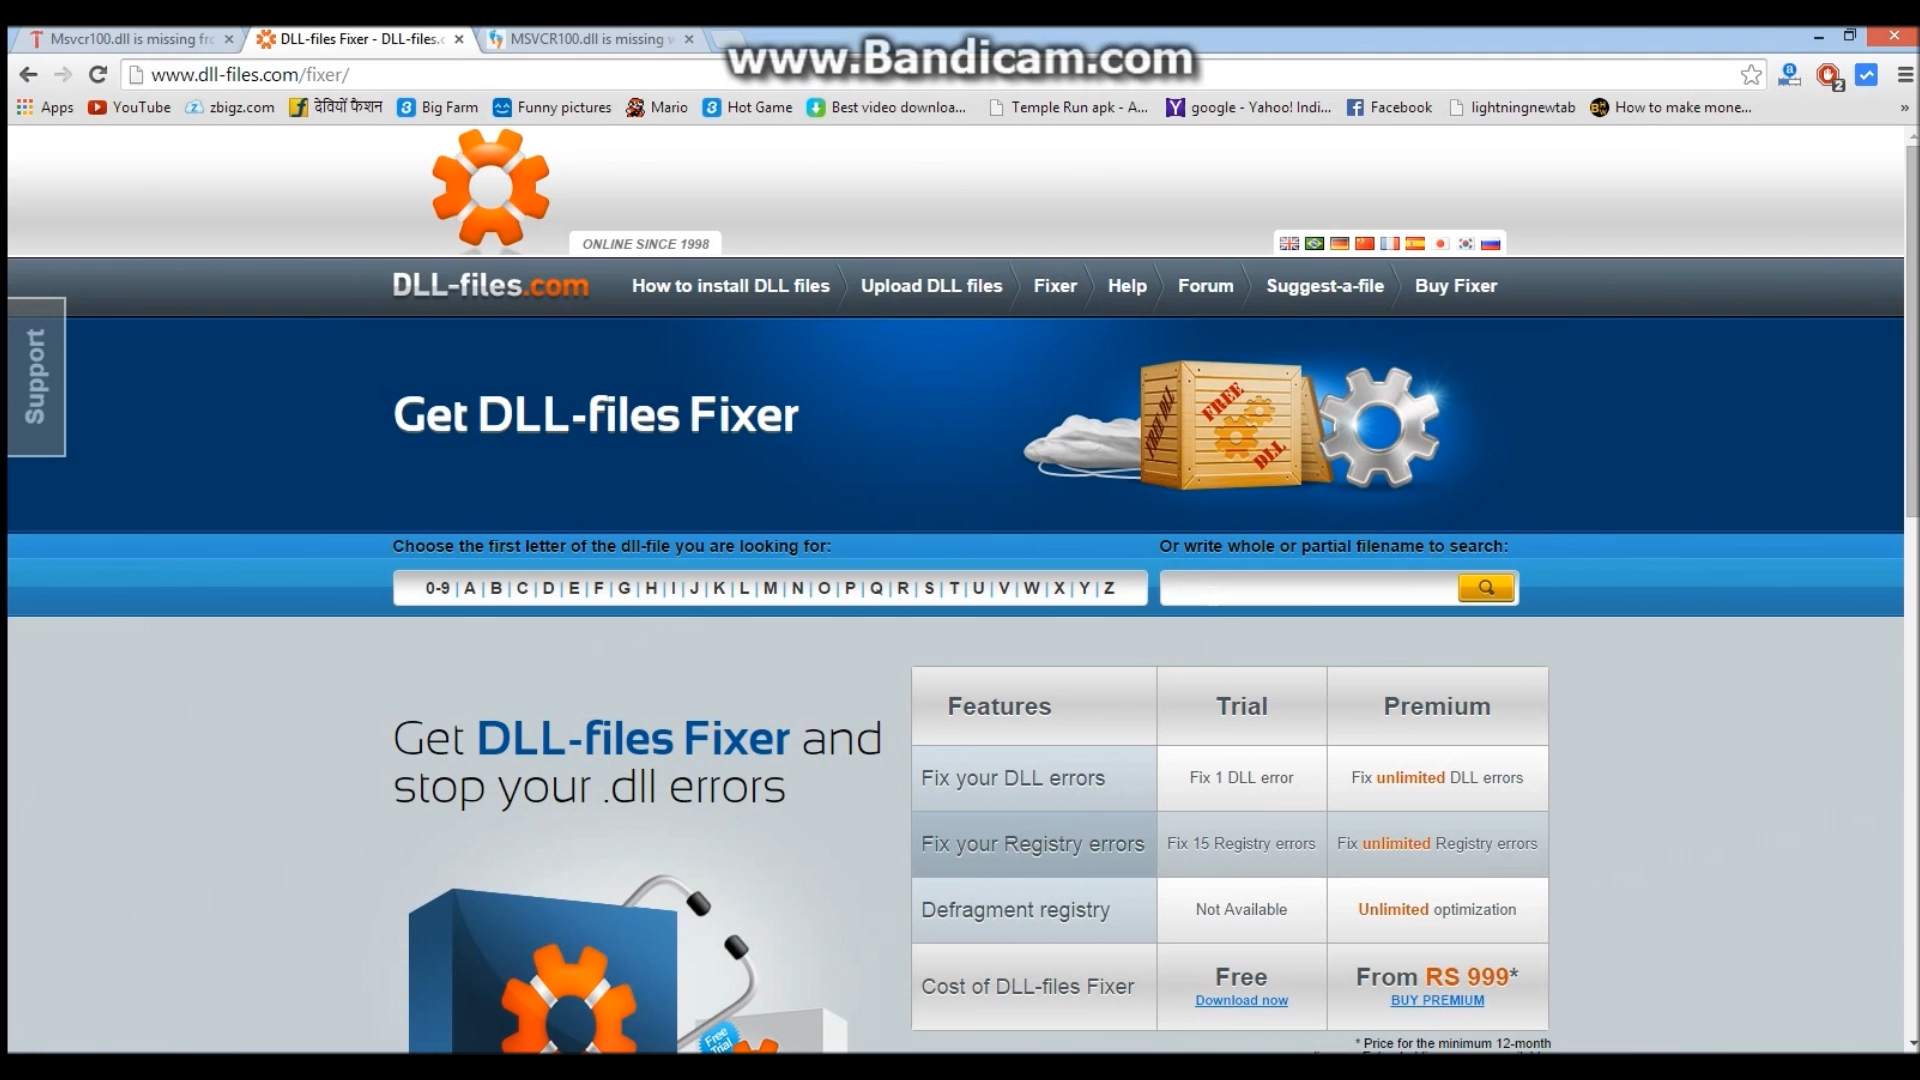 Msvcr100.dll is missing fro
DLL-files Fixer - DLL-files.c
MSVCR100.dll is missing w
www.Bandicam.com
www.dll-files.com/fixer/
2
Apps
YouTube
zbigz.com
देवियों फैशन
Big Farm
Funny pictures
Mario
Hot Game
Best video downloa...
Temple Run apk - A...
google - Yahoo! Indi...
Facebook
lightningnewtab
How to make mone...
»
ONLINE SINCE 1998
DLL-files.com
How to install DLL files
Upload DLL files
Fixer
Help
Forum
Suggest-a-file
Buy Fixer
Support
Get DLL-files Fixer
FREE DLL
FREE
DLL
Choose the first letter of the dll-file you are looking for:
Or write whole or partial filename to search:
0-9 | A | B | C | D | E | F | G | H | I | J | K | L | M | N | O | P | Q | R | S | T | U | V | W | X | Y | Z
Get DLL-files Fixer and
stop your .dll errors
Features Trial Premium
Fix your DLL errors Fix 1 DLL error Fix unlimited DLL errors
Fix your Registry errors Fix 15 Registry errors Fix unlimited Registry errors
Defragment registry Not Available Unlimited optimization
Cost of DLL-files Fixer Free From RS 999*
Download now BUY PREMIUM
Free
Trial
* Price for the minimum 12-month